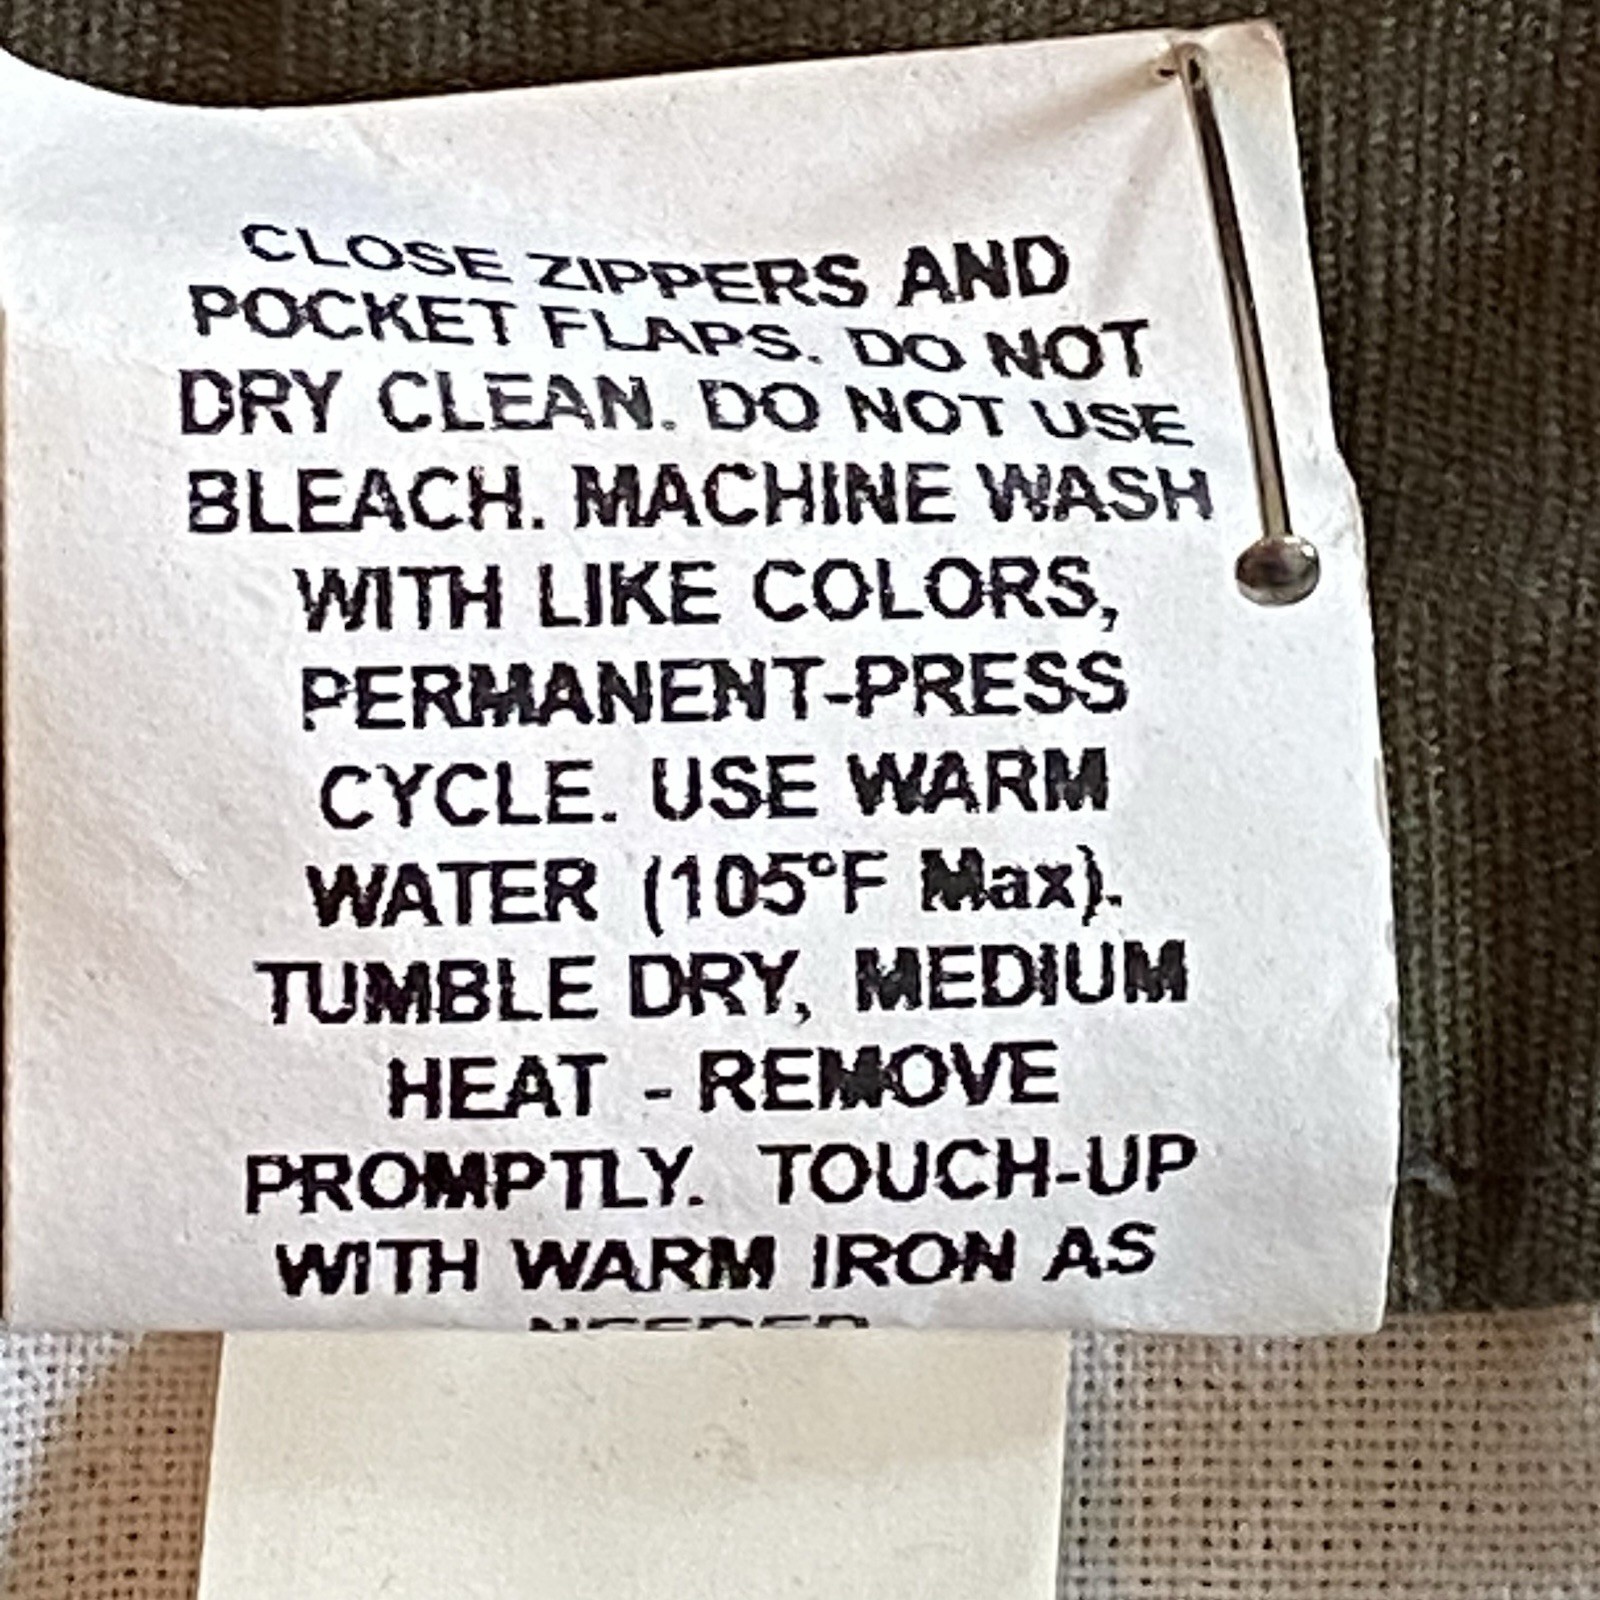 CLOSE ZIPPERS AND
POCKET FLAPS. DO NOT
DRY CLEAN. DO NOT USE
BLEACH. MACHINE WASH
WITH LIKE COLORS,
PERMANENT-PRESS
CYCLE. USE WARM
WATER (105°F Max).
TUMBLE DRY, MEDIUM
HEAT - REMOVE
PROMPTLY. TOUCH-UP
WITH WARM IRON AS
NEEDED